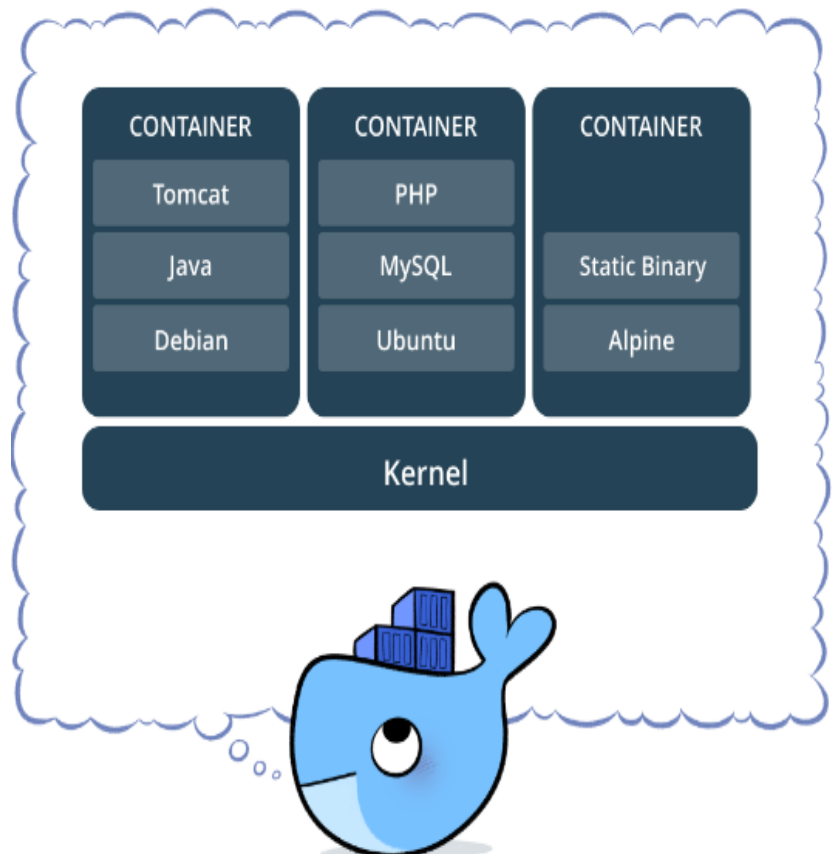 CONTAINER
Tomcat
Java
Debian
CONTAINER
PHP
MySQL
Ubuntu
CONTAINER
Static Binary
Alpine
Kernel